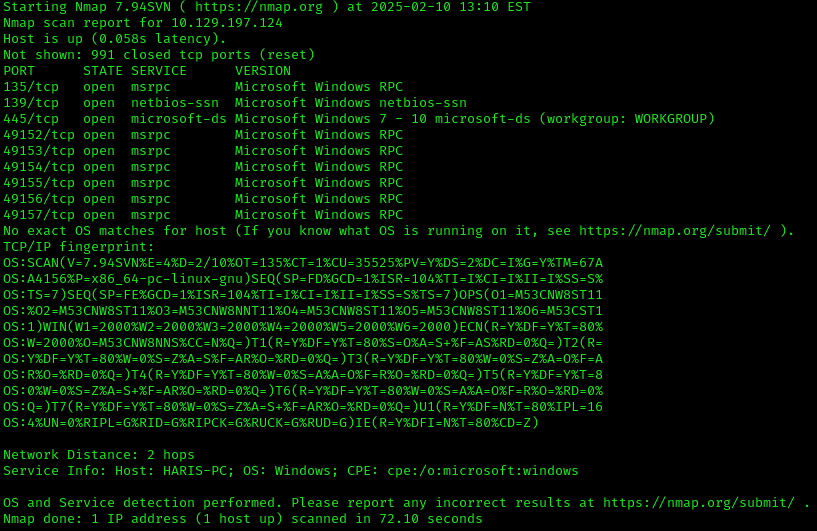 Starting Nmap 7.94SVN ( https://nmap.org ) at 2025-02-10 13:10 EST
Nmap scan report for 10.129.197.124
Host is up (0.058s latency).
Not shown: 991 closed tcp ports (reset)
PORT      STATE SERVICE      VERSION
135/tcp   open  msrpc        Microsoft Windows RPC
139/tcp   open  netbios-ssn  Microsoft Windows netbios-ssn
445/tcp   open  microsoft-ds Microsoft Windows 7 - 10 microsoft-ds (workgroup: WORKGROUP)
49152/tcp open  msrpc        Microsoft Windows RPC
49153/tcp open  msrpc        Microsoft Windows RPC
49154/tcp open  msrpc        Microsoft Windows RPC
49155/tcp open  msrpc        Microsoft Windows RPC
49156/tcp open  msrpc        Microsoft Windows RPC
49157/tcp open  msrpc        Microsoft Windows RPC
No exact OS matches for host (If you know what OS is running on it, see https://nmap.org/submit/ ).
TCP/IP fingerprint:
OS:SCAN(V=7.94SVN%E=4%D=2/10%OT=135%CT=1%CU=35525%PV=Y%DS=2%DC=I%G=Y%TM=67A
OS:A4156%P=x86_64-pc-linux-gnu)SEQ(SP=FD%GCD=1%ISR=104%TI=I%CI=I%II=I%SS=S%
OS:TS=7)SEQ(SP=FE%GCD=1%ISR=104%TI=I%CI=I%II=I%SS=S%TS=7)OPS(O1=M53CNW8ST11
OS:%O2=M53CNW8ST11%O3=M53CNW8NNT11%O4=M53CNW8ST11%O5=M53CNW8ST11%O6=M53CST1
OS:1)WIN(W1=2000%W2=2000%W3=2000%W4=2000%W5=2000%W6=2000)ECN(R=Y%DF=Y%T=80%
OS:W=2000%O=M53CNW8NNS%CC=N%Q=)T1(R=Y%DF=Y%T=80%S=O%A=S+%F=AS%RD=0%Q=)T2(R=
OS:Y%DF=Y%T=80%W=0%S=Z%A=S%F=AR%O=%RD=0%Q=)T3(R=Y%DF=Y%T=80%W=0%S=Z%A=O%F=A
OS:R%O=%RD=0%Q=)T4(R=Y%DF=Y%T=80%W=0%S=A%A=O%F=R%O=%RD=0%Q=)T5(R=Y%DF=Y%T=8
OS:0%W=0%S=Z%A=S+%F=AR%O=%RD=0%Q=)T6(R=Y%DF=Y%T=80%W=0%S=A%A=O%F=R%O=%RD=0%
OS:Q=)T7(R=Y%DF=Y%T=80%W=0%S=Z%A=S+%F=AR%O=%RD=0%Q=)U1(R=Y%DF=N%T=80%IPL=16
OS:4%UN=0%RIPL=G%RID=G%RIPCK=G%RUCK=G%RUD=G)IE(R=Y%DFI=N%T=80%CD=Z)
Network Distance: 2 hops
Service Info: Host: HARIS-PC; OS: Windows; CPE: cpe:/o:microsoft:windows
OS and Service detection performed. Please report any incorrect results at https://nmap.org/submit/ .
Nmap done: 1 IP address (1 host up) scanned in 72.10 seconds